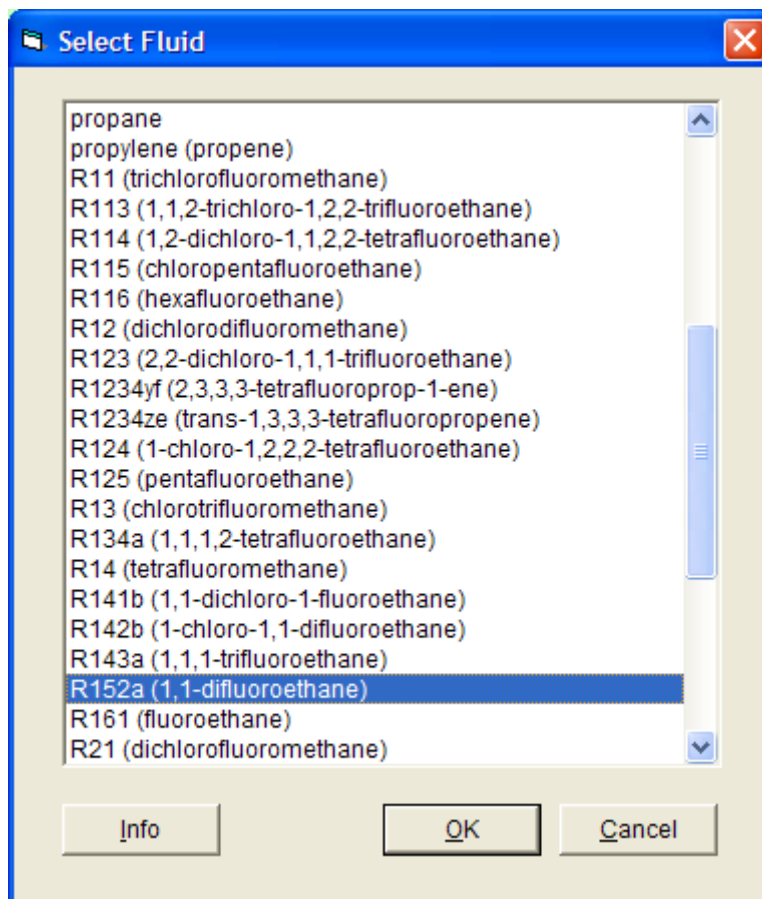 Select Fluid
propane
propylene (propene)
R11 (trichlorofluoromethane)
R113 (1,1,2-trichloro-1,2,2-trifluoroethane)
R114 (1,2-dichloro-1,1,2,2-tetrafluoroethane)
R115 (chloropentafluoroethane)
R116 (hexafluoroethane)
R12 (dichlorodifluoromethane)
R123 (2,2-dichloro-1,1,1-trifluoroethane)
R1234yf (2,3,3,3-tetrafluoroprop-1-ene)
R1234ze (trans-1,3,3,3-tetrafluoropropene)
R124 (1-chloro-1,2,2,2-tetrafluoroethane)
R125 (pentafluoroethane)
R13 (chlorotrifluoromethane)
R134a (1,1,1,2-tetrafluoroethane)
R14 (tetrafluoromethane)
R141b (1,1-dichloro-1-fluoroethane)
R142b (1-chloro-1,1-difluoroethane)
R143a (1,1,1-trifluoroethane)
R152a (1,1-difluoroethane)
R161 (fluoroethane)
R21 (dichlorofluoromethane)
Info OK Cancel